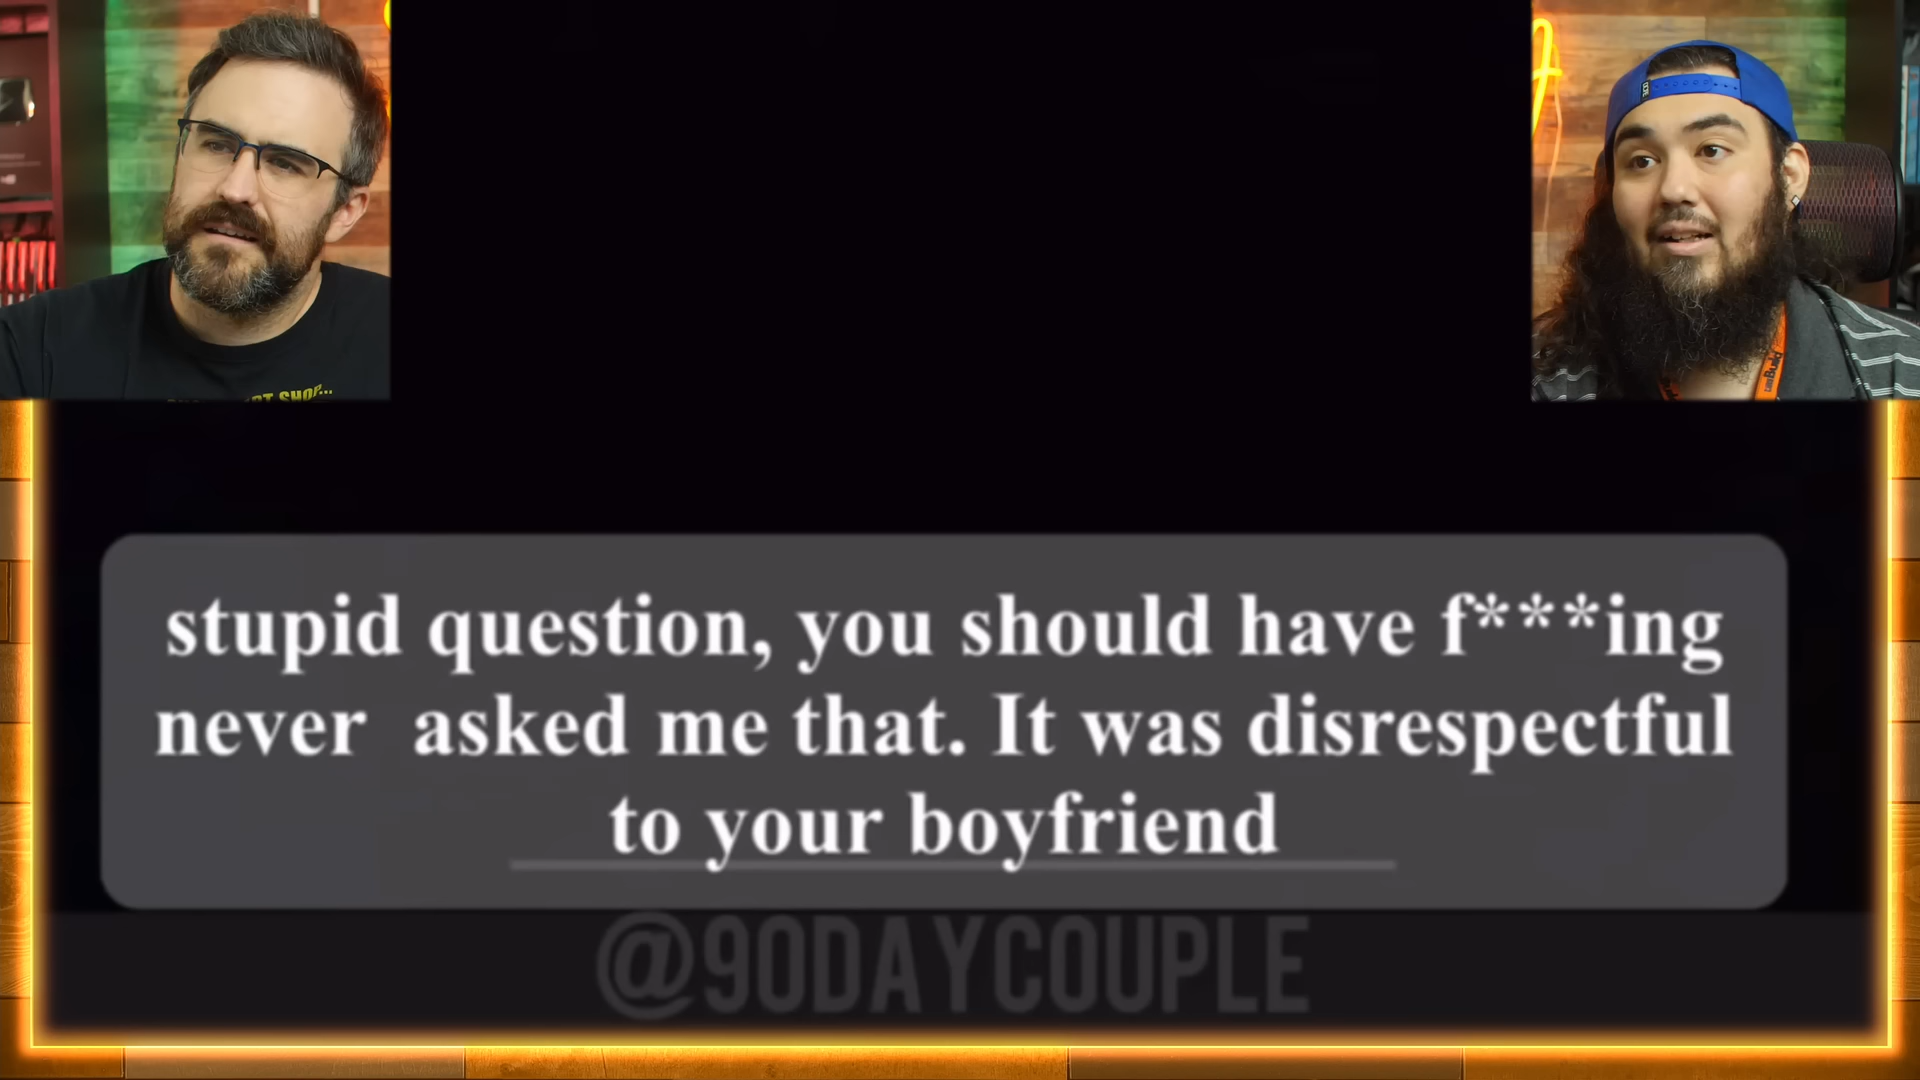 stupid question, you should have f***ing
never asked me that. It was disrespectful
to your boyfriend
@90DAYCOUPLE